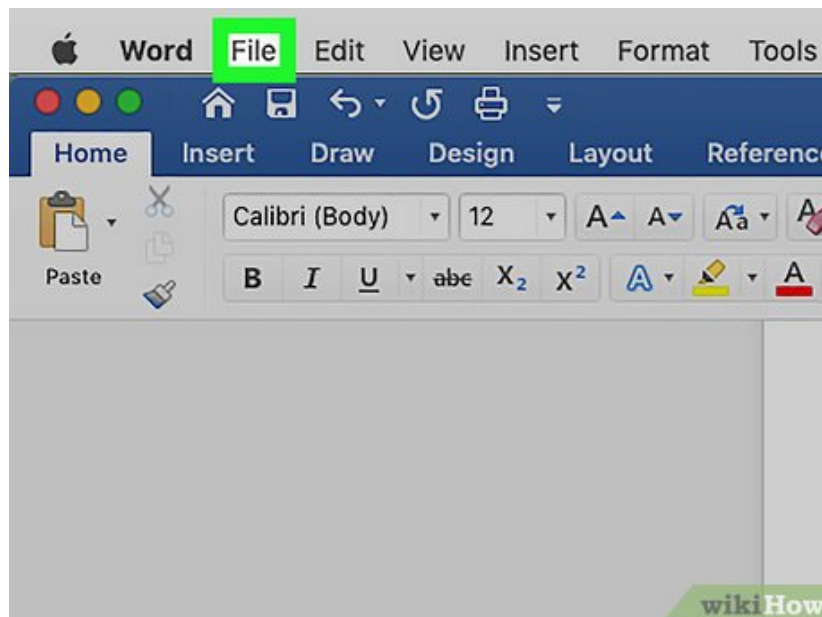 Word File Edit View Insert Format Tools
Home Insert Draw Design Layout Referenc
Calibri (Body) 12 A A Aa A
Paste B I U abc X₂ X² A A
wikiHow